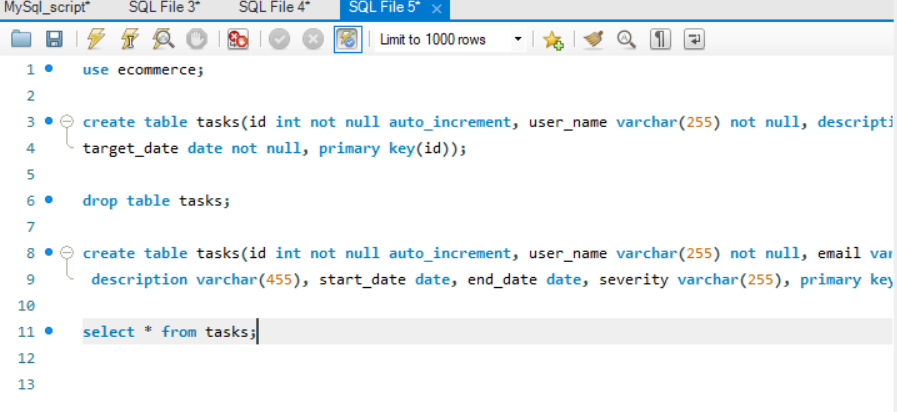 MySql_script* SQL File 3* SQL File 4* SQL File 5* ×
Limit to 1000 rows
1 use ecommerce;
2
3 create table tasks(id int not null auto_increment, user_name varchar(255) not null, descripti
4 target_date date not null, primary key(id));
5
6 drop table tasks;
7
8 create table tasks(id int not null auto_increment, user_name varchar(255) not null, email var
9 description varchar(455), start_date date, end_date date, severity varchar(255), primary key
10
11 select * from tasks;
12
13